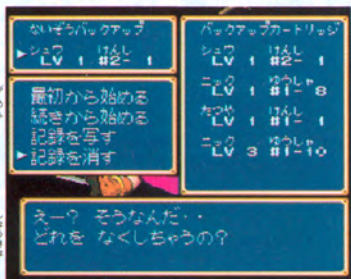 ないぞうバックアップ
シュウ けんし
▶LV 1 #2- 1
最初から始める
続きから始める
記録を写す
▶記録を消す
バックアップカートリッジ
シュウ けんし
LV 1 #2- 1
ニック ゆうしゃ
LV 1 #1- 8
たつや けんし
LV 1 #1- 1
ニック ゆうしゃ
LV 3 #1-10
えー? そうなんだ・・
どれを なくしちゃうの?